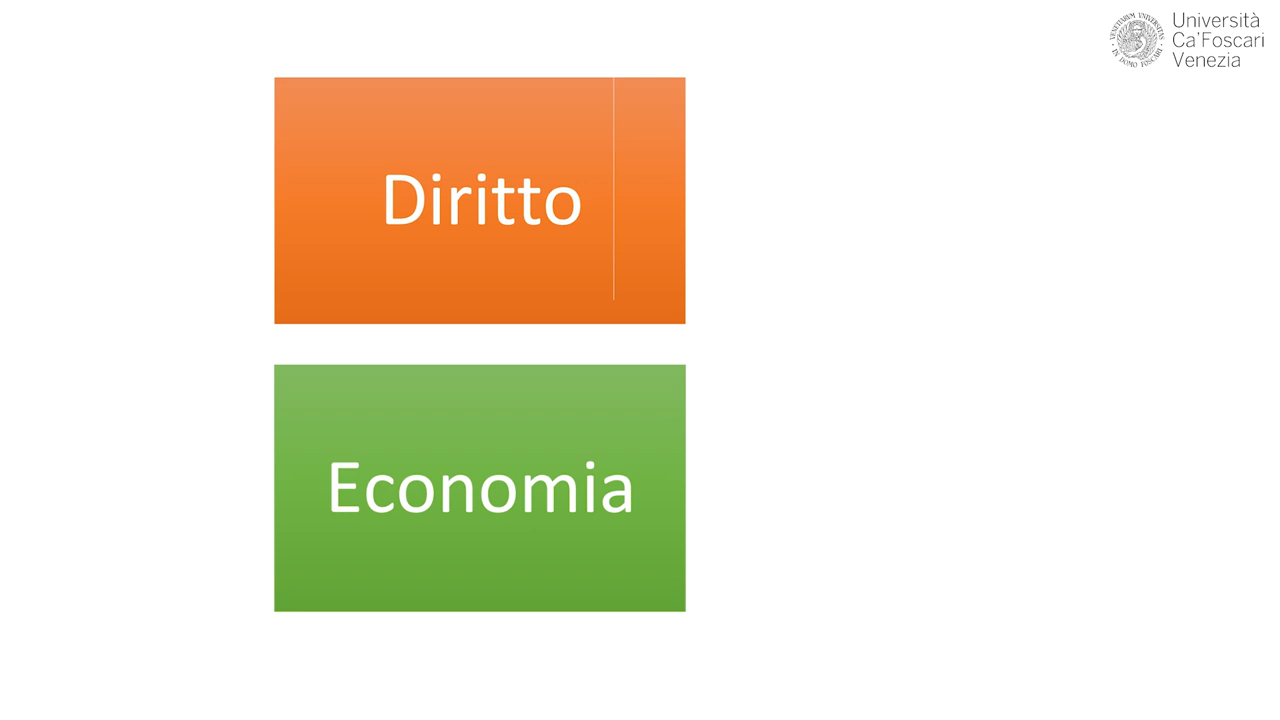 Università
Ca'Foscari
Venezia
Diritto
Economia